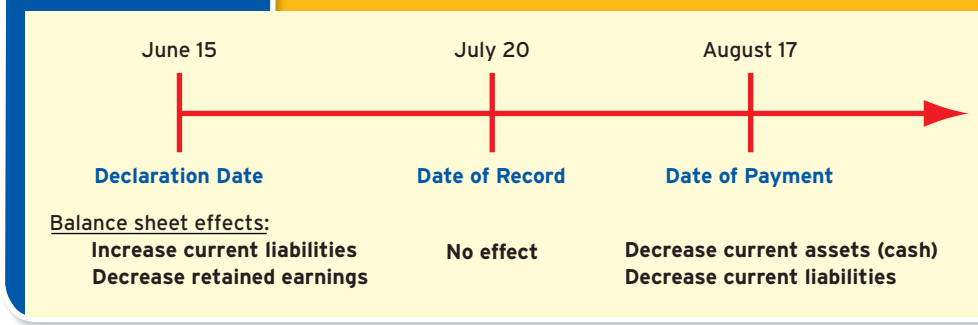 June 15
July 20
August 17
Declaration Date
Date of Record
Date of Payment
Balance sheet effects:
Increase current liabilities
Decrease retained earnings
No effect
Decrease current assets (cash)
Decrease current liabilities